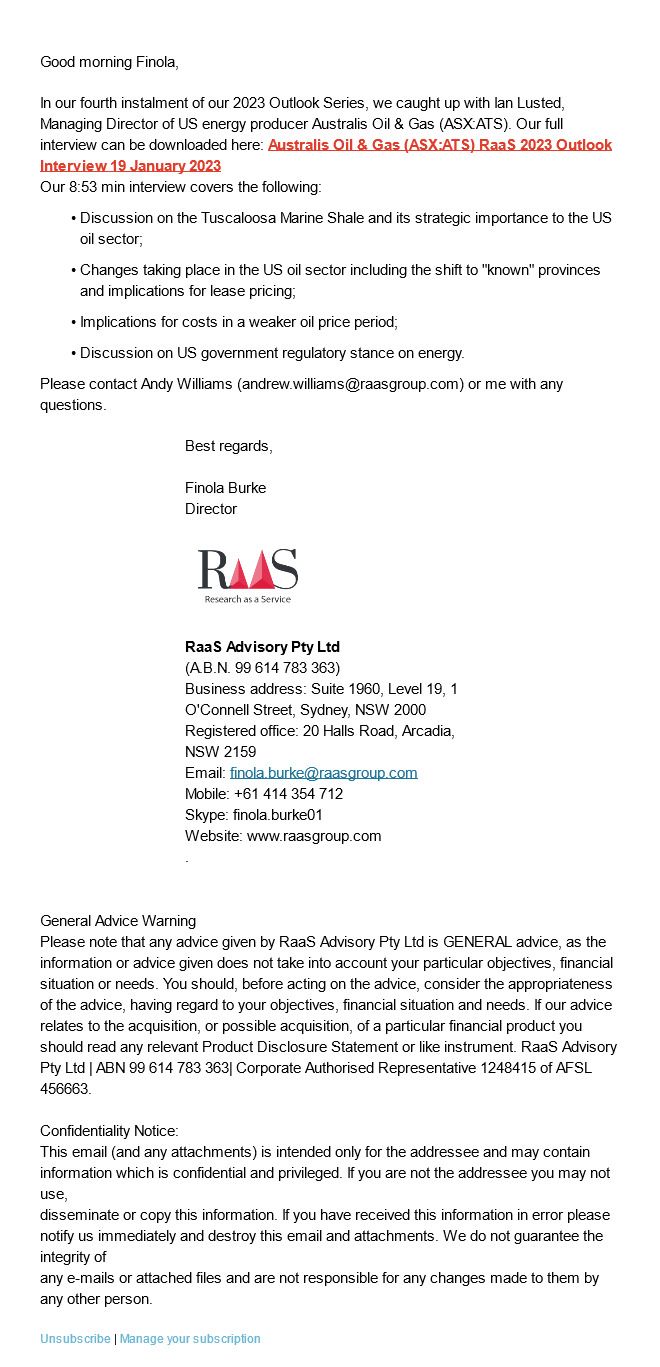 Good morning Finola,
In our fourth instalment of our 2023 Outlook Series, we caught up with Ian Lusted,
Managing Director of US energy producer Australis Oil & Gas (ASX:ATS). Our full
interview can be downloaded here: Australis Oil & Gas (ASX:ATS) RaaS 2023 Outlook
Interview 19 January 2023
Our 8:53 min interview covers the following:
• Discussion on the Tuscaloosa Marine Shale and its strategic importance to the US
oil sector;
• Changes taking place in the US oil sector including the shift to "known" provinces
and implications for lease pricing;
• Implications for costs in a weaker oil price period;
• Discussion on US government regulatory stance on energy.
Please contact Andy Williams (andrew.williams@raasgroup.com) or me with any
questions.
Best regards,
Finola Burke
Director
RAAS
Research as a Service
RaaS Advisory Pty Ltd
(A.B.N. 99 614 783 363)
Business address: Suite 1960, Level 19, 1
O'Connell Street, Sydney, NSW 2000
Registered office: 20 Halls Road, Arcadia,
NSW 2159
Email: finola.burke@raasgroup.com
Mobile: +61 414 354 712
Skype: finola.burke01
Website: www.raasgroup.com
.
General Advice Warning
Please note that any advice given by RaaS Advisory Pty Ltd is GENERAL advice, as the
information or advice given does not take into account your particular objectives, financial
situation or needs. You should, before acting on the advice, consider the appropriateness
of the advice, having regard to your objectives, financial situation and needs. If our advice
relates to the acquisition, or possible acquisition, of a particular financial product you
should read any relevant Product Disclosure Statement or like instrument. RaaS Advisory
Pty Ltd | ABN 99 614 783 363| Corporate Authorised Representative 1248415 of AFSL
456663.
Confidentiality Notice:
This email (and any attachments) is intended only for the addressee and may contain
information which is confidential and privileged. If you are not the addressee you may not
use,
disseminate or copy this information. If you have received this information in error please
notify us immediately and destroy this email and attachments. We do not guarantee the
integrity of
any e-mails or attached files and are not responsible for any changes made to them by
any other person.
Unsubscribe | Manage your subscription